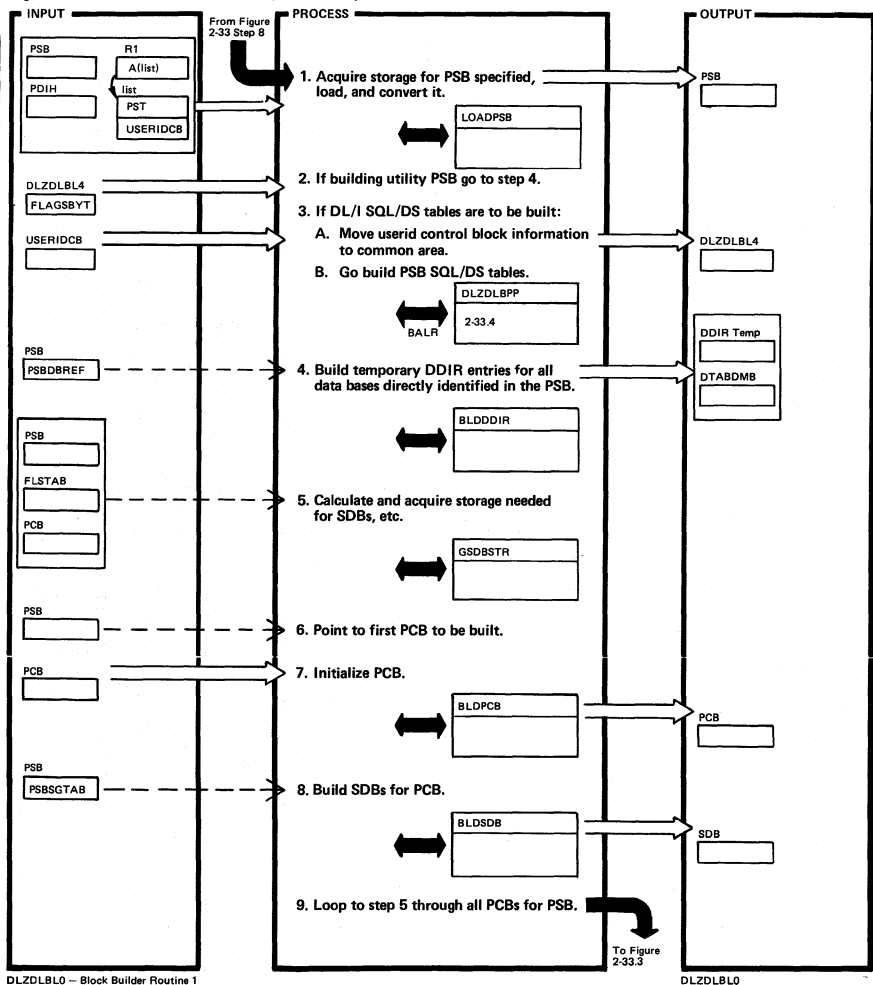 INPUT
From Figure
2-33 Step 8
PROCESS
OUTPUT
PSB
R1
A(list)
PDIH
list
PST
USERIDCB
1. Acquire storage for PSB specified,
load, and convert it.
PSB
LOADPSB
DLZDLBL4
FLAGSBYT
2. If building utility PSB go to step 4.
3. If DL/I SQL/DS tables are to be built:
USERIDCB
A. Move userid control block information
to common area.
DLZDLBL4
B. Go build PSB SQL/DS tables.
DLZDLBPP
2-33.4
BALR
DDIR Temp
DTABDMB
PSB
PSBDBREF
4. Build temporary DDIR entries for all
data bases directly identified in the PSB.
BLDDDIR
PSB
FLSTAB
PCB
5. Calculate and acquire storage needed
for SDBs, etc.
GSDBSTR
PSB
6. Point to first PCB to be built.
PCB
7. Initialize PCB.
BLDPCB
PCB
PSB
PSBSGTAB
8. Build SDBs for PCB.
BLDSDB
SDB
9. Loop to step 5 through all PCBs for PSB.
To Figure
2-33.3
DLZDLBL0 – Block Builder Routine 1
DLZDLBL0